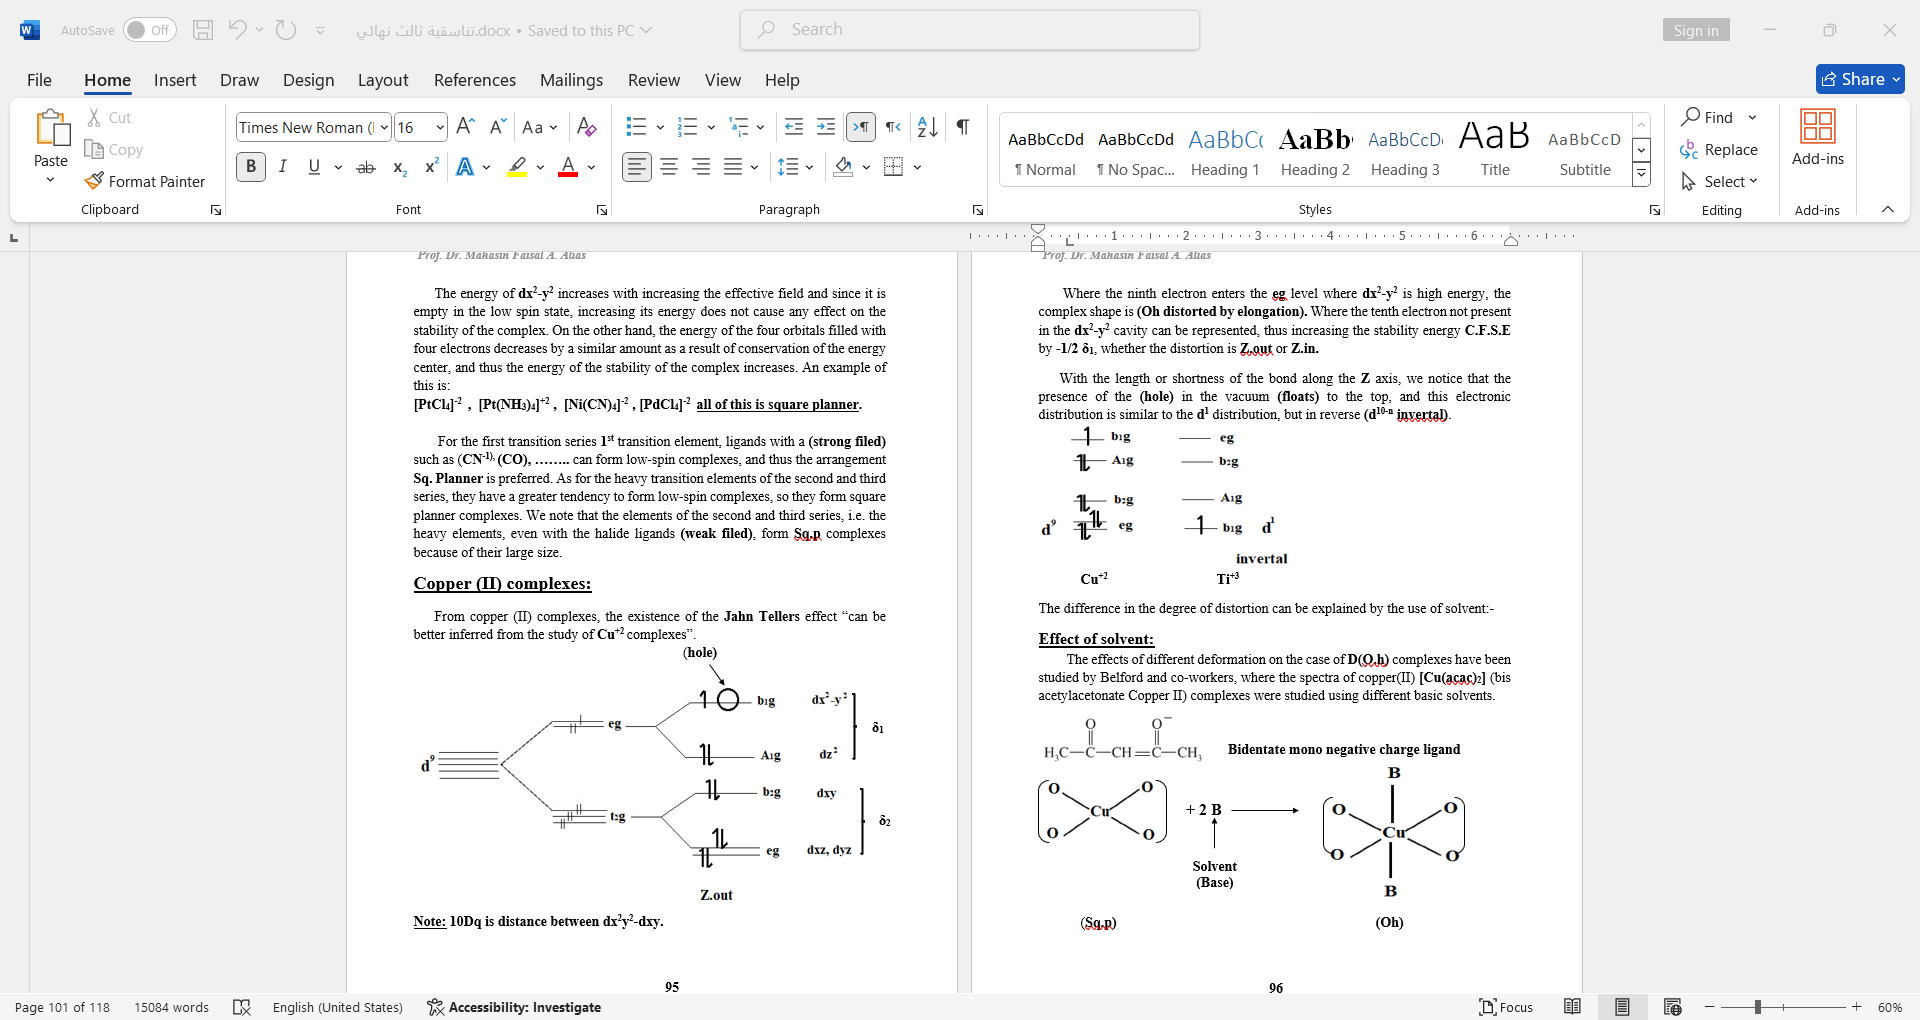 AutoSave Off تناسقية ثالث نهائي.docx • Saved to this PC Search Sign in
File Home Insert Draw Design Layout References Mailings Review View Help Share
Paste Cut Copy Format Painter Clipboard
Times New Roman ( 16 Font
Paragraph
AaBbCcDd AaBbCcDd AaBbCc AaBb AaBbCcD AaB AaBbCcD
¶ Normal ¶ No Spac... Heading 1 Heading 2 Heading 3 Title Subtitle
Styles
Find Replace Select Editing
Add-ins Add-ins
1 2 3 4 5 6
Prof. Dr. Mahasin Faisal A. Alias
The energy of dx²-y² increases with increasing the effective field and since it is
empty in the low spin state, increasing its energy does not cause any effect on the
stability of the complex. On the other hand, the energy of the four orbitals filled with
four electrons decreases by a similar amount as a result of conservation of the energy
center, and thus the energy of the stability of the complex increases. An example of
this is:
[PtCl₄]⁻² , [Pt(NH₃)₄]⁺² , [Ni(CN)₄]⁻² , [PdCl₄]⁻² all of this is square planner.
For the first transition series 1st transition element, ligands with a (strong filed)
such as (CN⁻¹), (CO), …….. can form low-spin complexes, and thus the arrangement
Sq. Planner is preferred. As for the heavy transition elements of the second and third
series, they have a greater tendency to form low-spin complexes, so they form square
planner complexes. We note that the elements of the second and third series, i.e. the
heavy elements, even with the halide ligands (weak filed), form Sq.p complexes
because of their large size.
Copper (II) complexes:
From copper (II) complexes, the existence of the Jahn Tellers effect “can be
better inferred from the study of Cu⁺² complexes”.
(hole)
b₁g dx²-y²
eg δ₁
A₁g dz²
d⁹
b₂g dxy
t₂g δ₂
eg dxz, dyz
Z.out
Note: 10Dq is distance between dx²y²-dxy.
95
Prof. Dr. Mahasin Faisal A. Alias
Where the ninth electron enters the eg level where dx²-y² is high energy, the
complex shape is (Oh distorted by elongation). Where the tenth electron not present
in the dx²-y² cavity can be represented, thus increasing the stability energy C.F.S.E
by -1/2 δ₁, whether the distortion is Z.out or Z.in.
With the length or shortness of the bond along the Z axis, we notice that the
presence of the (hole) in the vacuum (floats) to the top, and this electronic
distribution is similar to the d¹ distribution, but in reverse (d¹⁰⁻ⁿ invertal).
b₁g eg
A₁g b₂g
b₂g A₁g
d⁹ eg b₁g d¹
invertal
Cu⁺² Ti⁺³
The difference in the degree of distortion can be explained by the use of solvent:-
Effect of solvent:
The effects of different deformation on the case of D(O.h) complexes have been
studied by Belford and co-workers, where the spectra of copper(II) [Cu(acac)₂] (bis
acetylacetonate Copper II) complexes were studied using different basic solvents.
O O⁻
H₃C—C—CH═C—CH₃ Bidentate mono negative charge ligand
B
O O O O
Cu + 2 B Cu
O O O O
Solvent
(Base) B
(Sq.p) (Oh)
96
Page 101 of 118 15084 words English (United States) Accessibility: Investigate Focus 60%